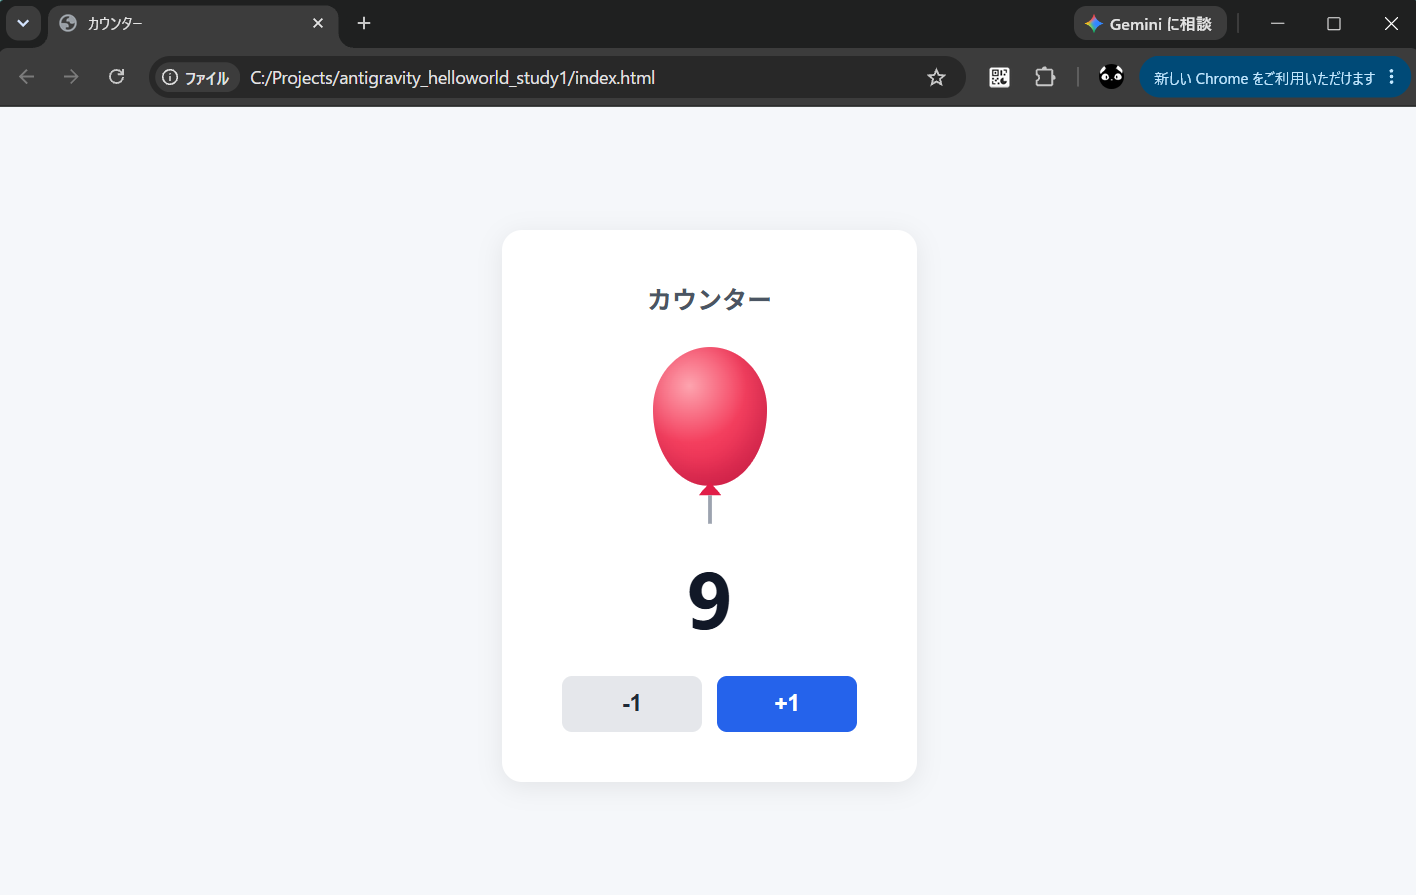 カウンター
Gemini に相談
ファイル
C:/Projects/antigravity_helloworld_study1/index.html
新しい Chrome をご利用いただけます
カウンター
9
-1
+1